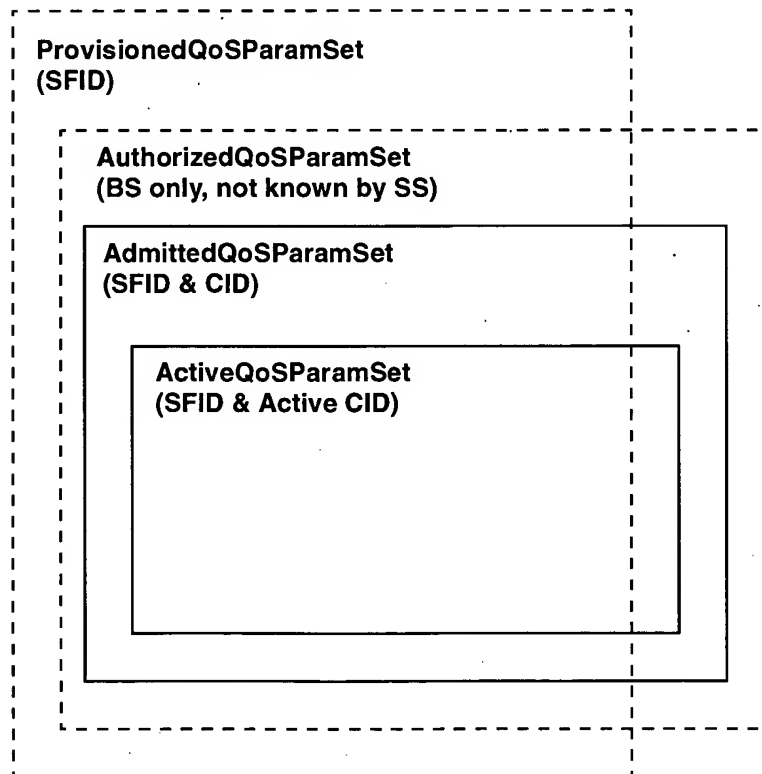 ProvisionedQoSParamSet
(SFID)
AuthorizedQoSParamSet
(BS only, not known by SS)
AdmittedQoSParamSet
(SFID & CID)
ActiveQoSParamSet
(SFID & Active CID)